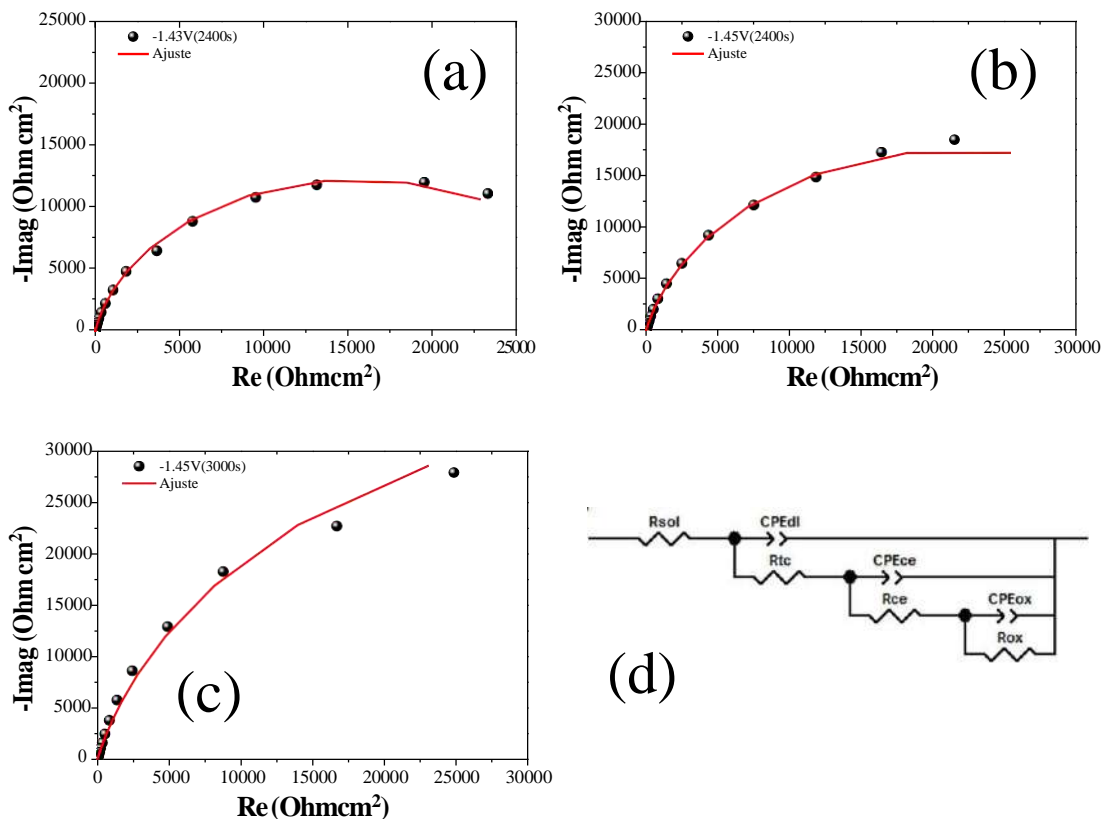 -1.43V(2400s)
Ajuste
(a)
25000
20000
15000
10000
5000
0
-Imag (Ohm cm²)
0 5000 10000 15000 20000 25000
Re (Ohmcm²)
-1.45V(2400s)
Ajuste
(b)
30000
25000
20000
15000
10000
5000
0
-Imag (Ohm cm²)
0 5000 10000 15000 20000 25000 30000
Re (Ohmcm²)
-1.45V(3000s)
Ajuste
(c)
30000
25000
20000
15000
10000
5000
0
-Imag (Ohm cm²)
0 5000 10000 15000 20000 25000 30000
Re (Ohmcm²)
Rsol CPEdl
Rtc CPEce
Rce CPEox
Rox
(d)